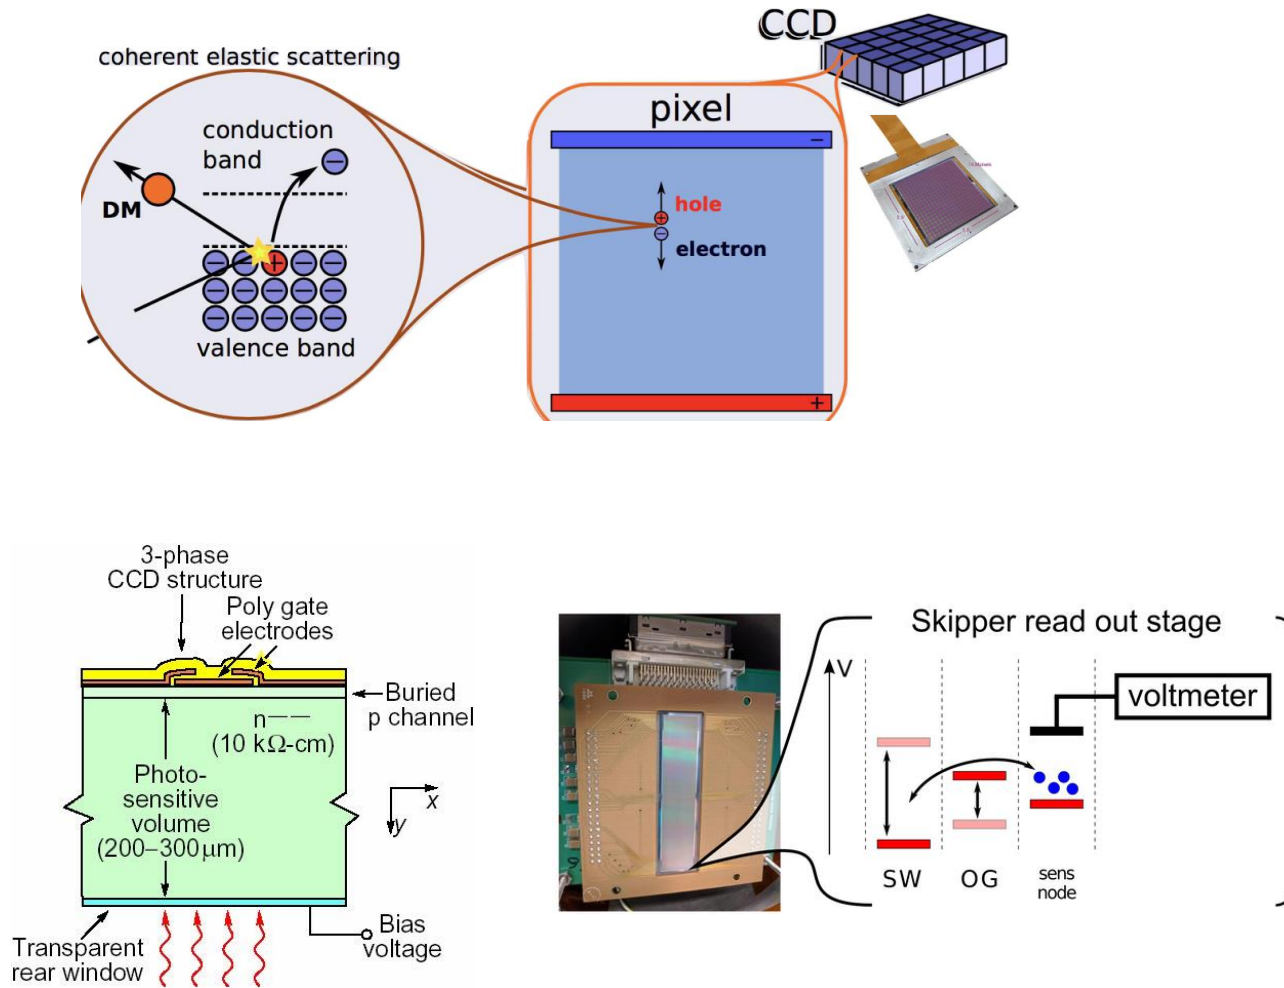 CCD
coherent elastic scattering
pixel
conduction
band
−
−
DM
hole
+
−
electron
− − + − −
− − − − −
− − − − −
valence band
+
3-phase
CCD structure
Poly gate
electrodes
Buried
p channel
n− −
(10 kΩ-cm)
Photo-
sensitive
volume
(200–300μm)
x
y
Transparent
rear window
Bias
voltage
Skipper read out stage
V
voltmeter
SW
OG
sens
node